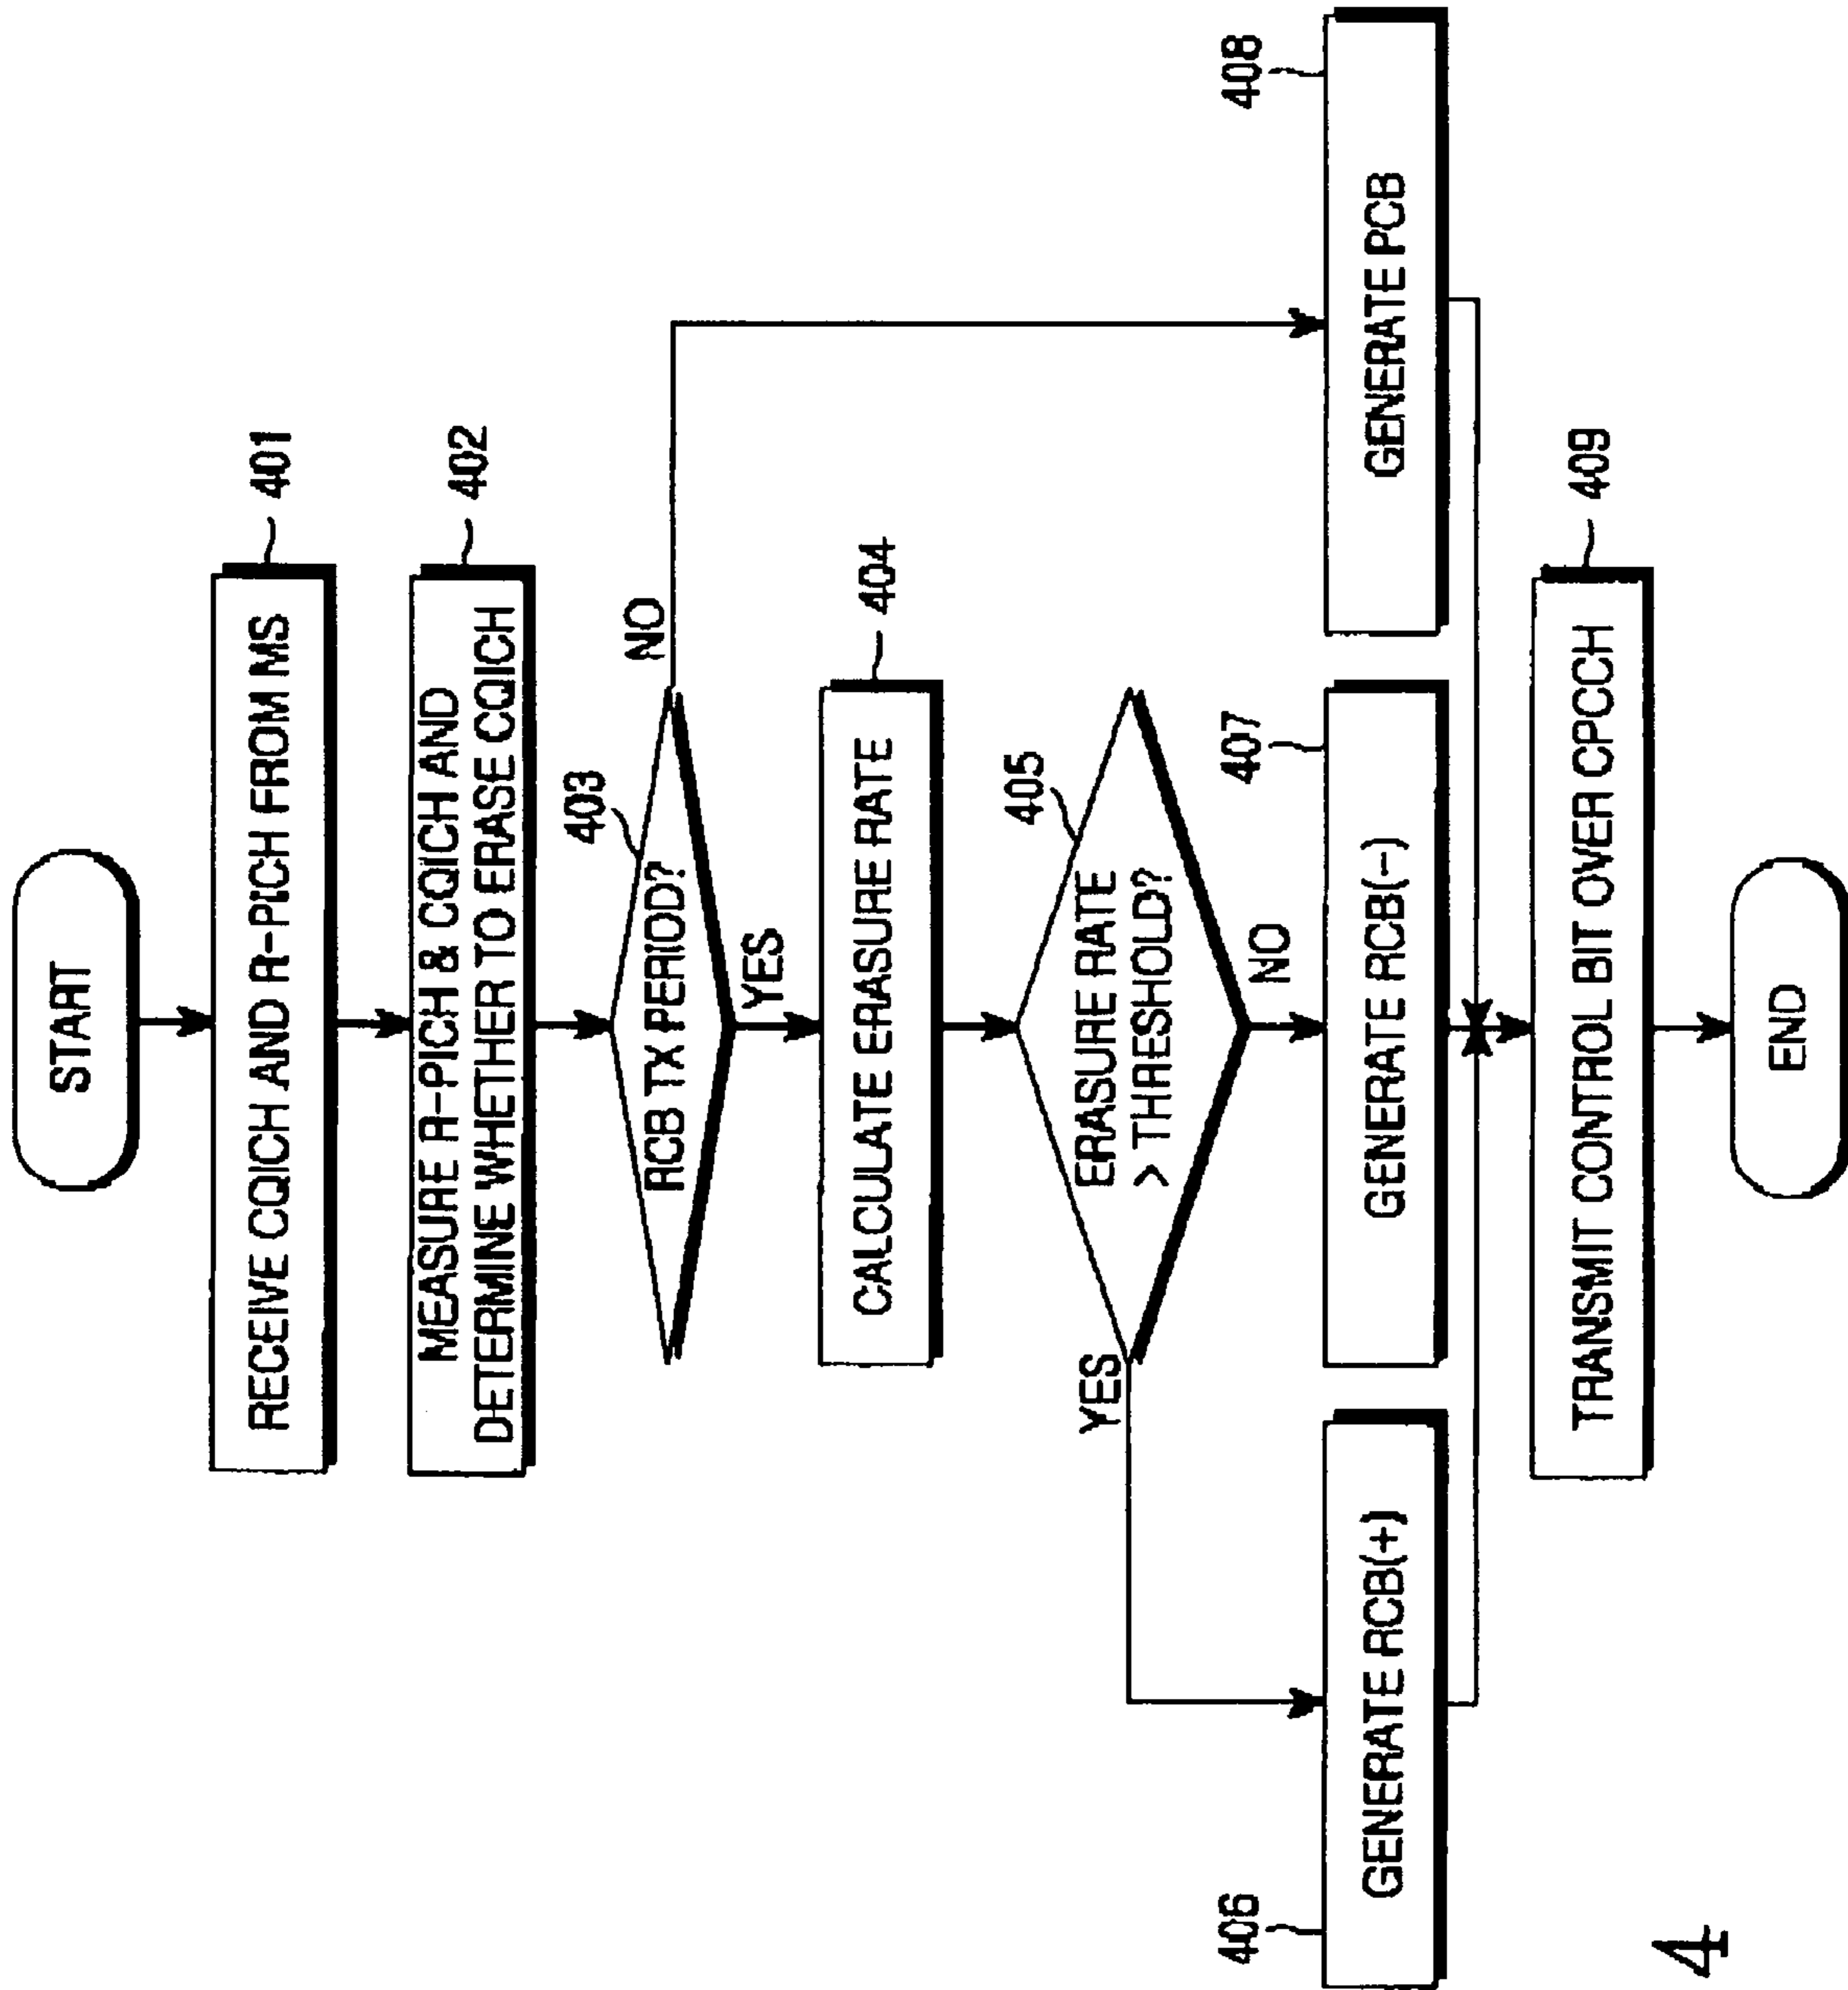 START
RECEIVE CQICH AND R-PICH FROM MS
401
MEASURE R-PICH & CQICH AND
DETERMINE WHETHER TO ERASE CQICH
402
403
RCB TX PERIOD?
NO
YES
CALCULATE ERASURE RATE
404
405
ERASURE RATE
> THRESHOLD?
YES
NO
406
GENERATE RCB(+)
407
GENERATE RCB(-)
408
GENERATE PCB
TRANSMIT CONTROL BIT OVER CPCCH
409
END
4